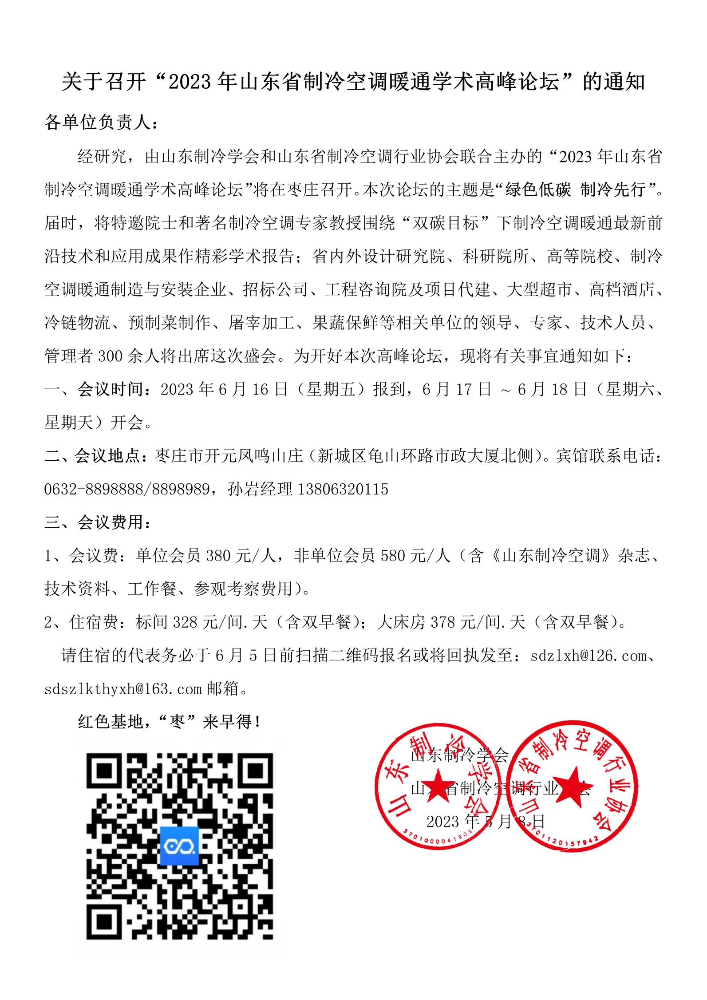 关于召开“2023 年山东省制冷空调暖通学术高峰论坛”的通知
各单位负责人：
经研究，由山东制冷学会和山东省制冷空调行业协会联合主办的“2023 年山东省
制冷空调暖通学术高峰论坛”将在枣庄召开。本次论坛的主题是“绿色低碳 制冷先行”。
届时，将特邀院士和著名制冷空调专家教授围绕“双碳目标”下制冷空调暖通最新前
沿技术和应用成果作精彩学术报告；省内外设计研究院、科研院所、高等院校、制冷
空调暖通制造与安装企业、招标公司、工程咨询院及项目代建、大型超市、高档酒店、
冷链物流、预制菜制作、屠宰加工、果蔬保鲜等相关单位的领导、专家、技术人员、
管理者 300 余人将出席这次盛会。为开好本次高峰论坛，现将有关事宜通知如下：
一、会议时间：2023 年 6 月 16 日（星期五）报到，6 月 17 日 ~ 6 月 18 日（星期六、
星期天）开会。
二、会议地点：枣庄市开元凤鸣山庄（新城区龟山环路市政大厦北侧）。宾馆联系电话：
0632-8898888/8898989，孙岩经理 13806320115
三、会议费用：
1、会议费：单位会员 380 元/人，非单位会员 580 元/人（含《山东制冷空调》杂志、
技术资料、工作餐、参观考察费用）。
2、住宿费：标间 328 元/间.天（含双早餐）；大床房 378 元/间.天（含双早餐）。
请住宿的代表务必于 6 月 5 日前扫描二维码报名或将回执发至：sdzlxh@126.com、
sdszlkthyxh@163.com 邮箱。
红色基地，“枣”来早得！
山东制冷学会
山东省制冷空调行业协会
2023 年 5 月 8 日
山东制冷学会
3701000041905
山东省制冷空调行业协会
3701120157942